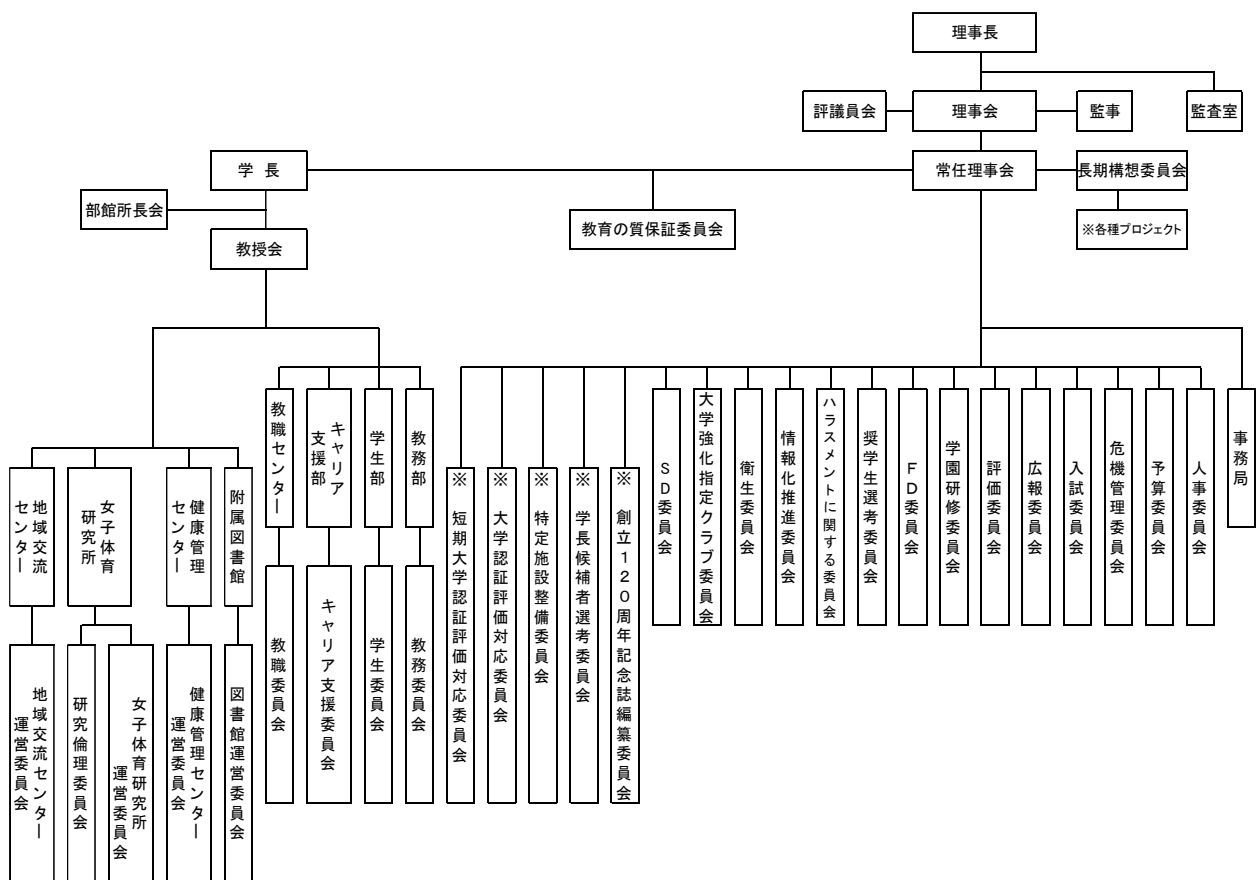 理事長
評議員会
理事会
監事
監査室
学 長
常任理事会
長期構想委員会
部館所長会
教育の質保証委員会
※各種プロジェクト
教授会
教職センター
キャリア
支援部
学生部
教務部
※ 短期大学認証評価対応委員会
※ 大学認証評価対応委員会
※ 特定施設整備委員会
※ 学長候補者選考委員会
※ 創立120周年記念誌編纂委員会
SD委員会
大学強化指定クラブ委員会
衛生委員会
情報化推進委員会
ハラスメントに関する委員会
奨学生選考委員会
FD委員会
学園研修委員会
評価委員会
広報委員会
入試委員会
危機管理委員会
予算委員会
人事委員会
事務局
地域交流
センター
女子体育
研究所
健康管理
センター
附属図書館
教職委員会
キャリア支援委員会
学生委員会
教務委員会
地域交流センター
運営委員会
研究倫理委員会
女子体育研究所
運営委員会
健康管理センター
運営委員会
図書館運営委員会